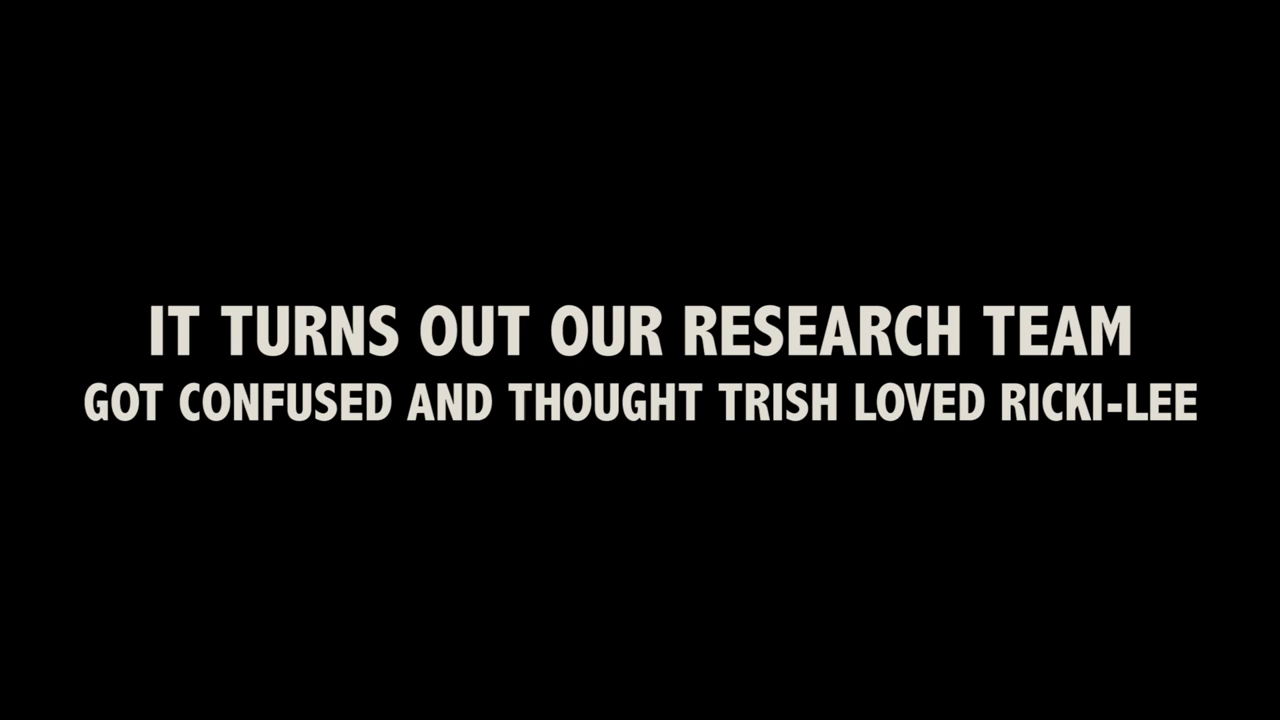 IT TURNS OUT OUR RESEARCH TEAM
GOT CONFUSED AND THOUGHT TRISH LOVED RICKI-LEE